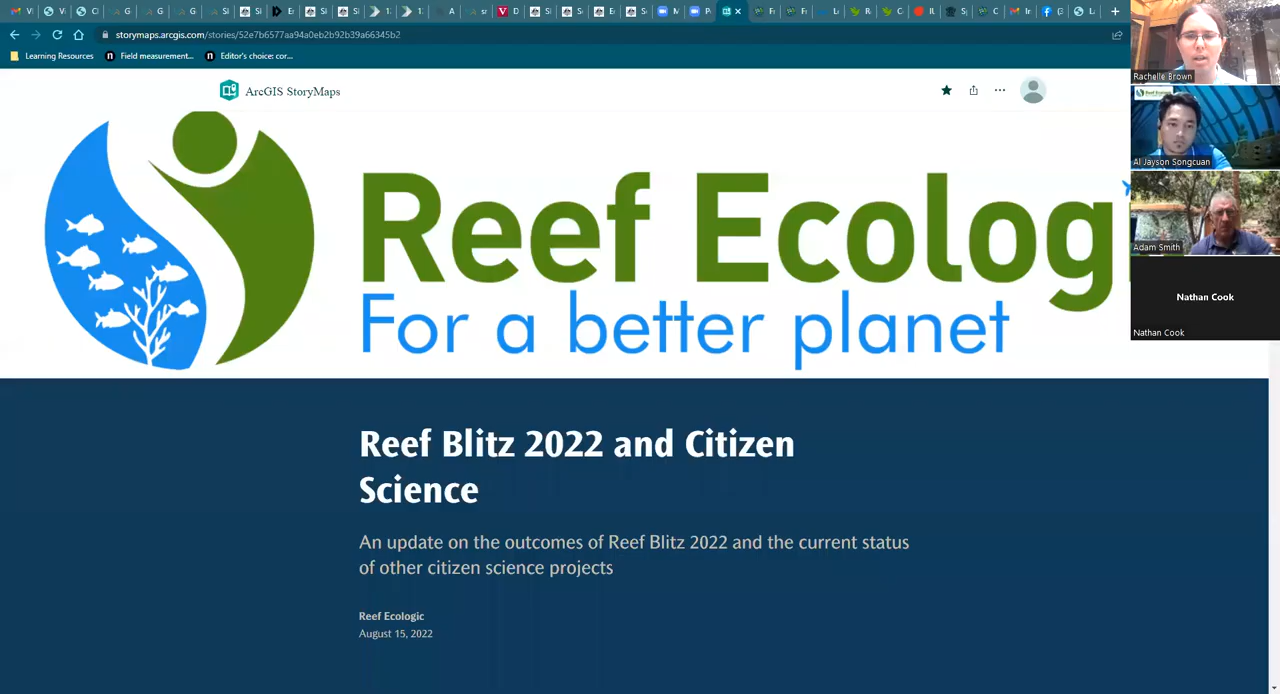 storymaps.arcgis.com/stories/52e7b6577aa94a0eb2b92b39a66345b2
Learning Resources
Field measurement...
Editor's choice: cor...
ArcGIS StoryMaps
Reef Ecolog
For a better planet
Reef Blitz 2022 and Citizen
Science
An update on the outcomes of Reef Blitz 2022 and the current status
of other citizen science projects
Reef Ecologic
August 15, 2022
Rachelle Brown
Reef Ecologic
Al Jayson Songcuan
Adam Smith
Nathan Cook
Nathan Cook